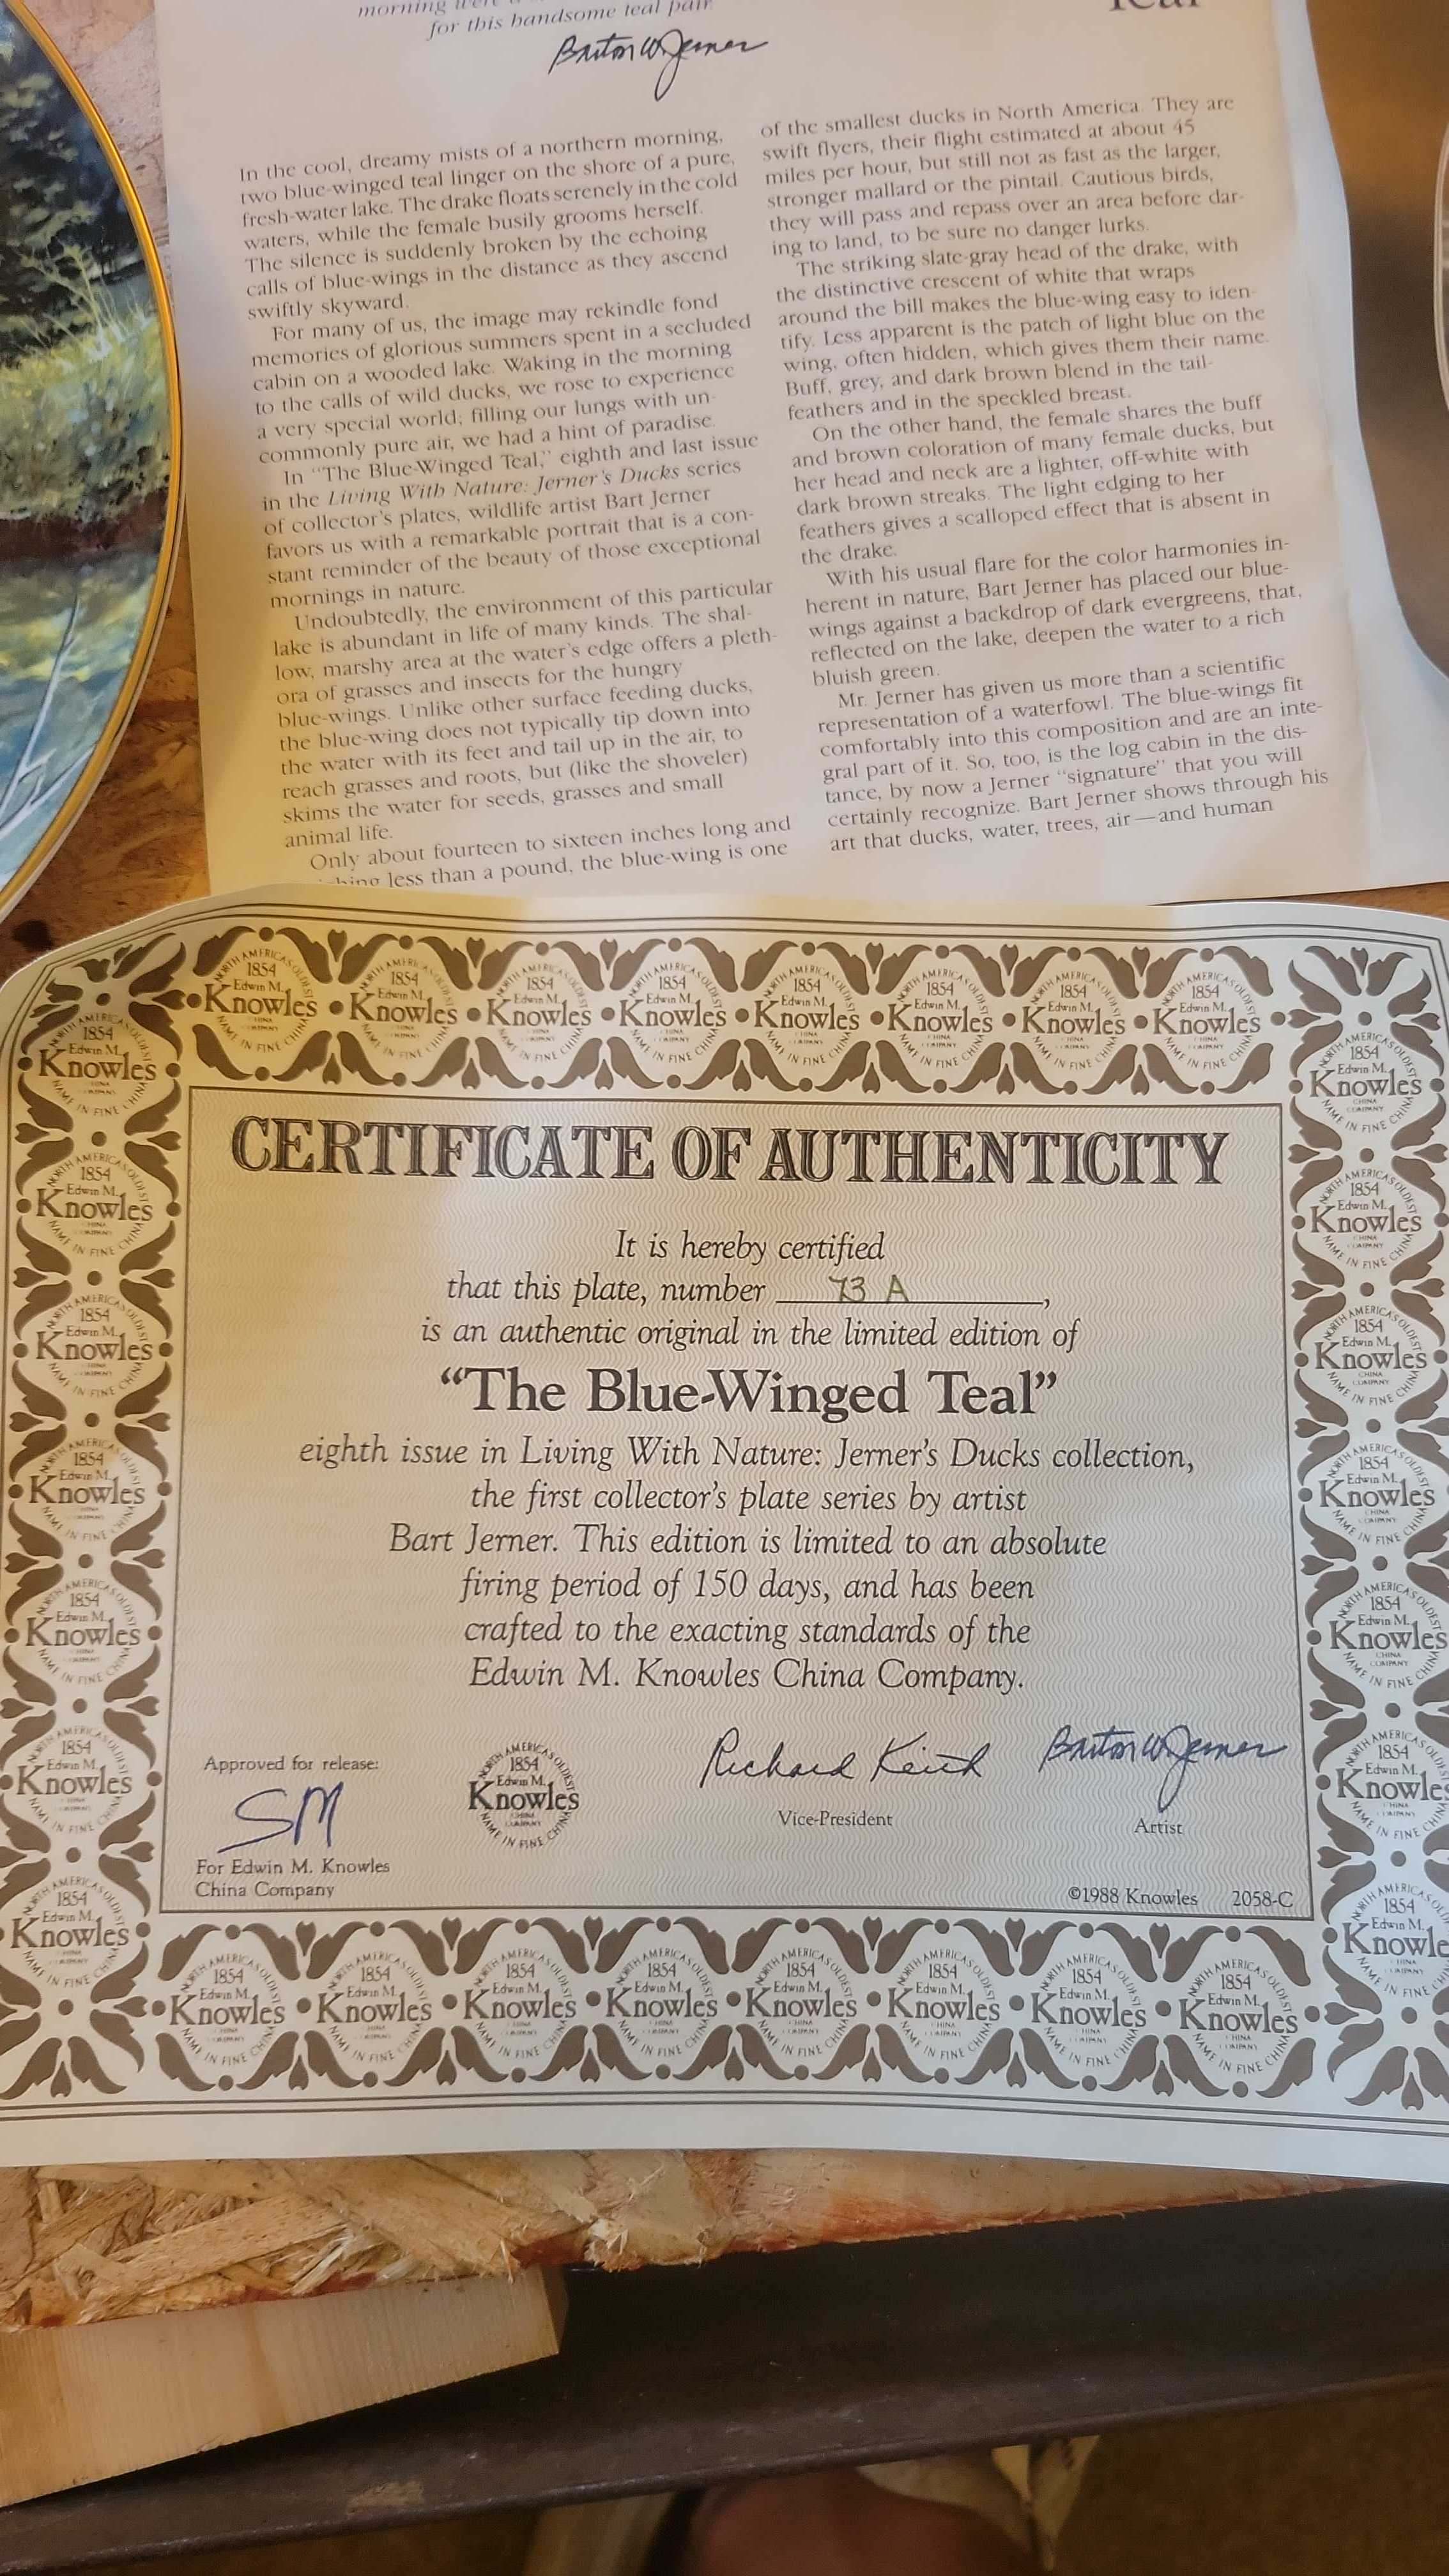 for this handsome teal pair
Barton W. Jerner
In the cool, dreamy mists of a northern morning,
two blue-winged teal linger on the shore of a pure,
fresh-water lake. The drake floats serenely in the cold
waters, while the female busily grooms herself.
The silence is suddenly broken by the echoing
calls of blue-wings in the distance as they ascend
swiftly skyward.
For many of us, the image may rekindle fond
memories of glorious summers spent in a secluded
cabin on a wooded lake. Waking in the morning
to the calls of wild ducks, we rose to experience
a very special world; filling our lungs with un-
commonly pure air, we had a hint of paradise.
In "The Blue-Winged Teal," eighth and last issue
in the Living With Nature: Jerner's Ducks series
of collector's plates, wildlife artist Bart Jerner
favors us with a remarkable portrait that is a con-
stant reminder of the beauty of those exceptional
mornings in nature.
Undoubtedly, the environment of this particular
lake is abundant in life of many kinds. The shal-
low, marshy area at the water's edge offers a pleth-
ora of grasses and insects for the hungry
blue-wings. Unlike other surface feeding ducks,
the blue-wing does not typically tip down into
the water with its feet and tail up in the air, to
reach grasses and roots, but (like the shoveler)
skims the water for seeds, grasses and small
animal life.
Only about fourteen to sixteen inches long and
less than a pound, the blue-wing is one
of the smallest ducks in North America. They are
swift flyers, their flight estimated at about 45
miles per hour, but still not as fast as the larger,
stronger mallard or the pintail. Cautious birds,
they will pass and repass over an area before dar-
ing to land, to be sure no danger lurks.
The striking slate-gray head of the drake, with
the distinctive crescent of white that wraps
around the bill makes the blue-wing easy to iden-
tify. Less apparent is the patch of light blue on the
wing, often hidden, which gives them their name.
Buff, grey, and dark brown blend in the tail-
feathers and in the speckled breast.
On the other hand, the female shares the buff
and brown coloration of many female ducks, but
her head and neck are a lighter, off-white with
dark brown streaks. The light edging to her
feathers gives a scalloped effect that is absent in
the drake.
With his usual flare for the color harmonies in-
herent in nature, Bart Jerner has placed our blue-
wings against a backdrop of dark evergreens, that,
reflected on the lake, deepen the water to a rich
bluish green.
Mr. Jerner has given us more than a scientific
representation of a waterfowl. The blue-wings fit
comfortably into this composition and are an inte-
gral part of it. So, too, is the log cabin in the dis-
tance, by now a Jerner "signature" that you will
certainly recognize. Bart Jerner shows through his
art that ducks, water, trees, air—and human
CERTIFICATE OF AUTHENTICITY
It is hereby certified
that this plate, number 73 A,
is an authentic original in the limited edition of
"The Blue-Winged Teal"
eighth issue in Living With Nature: Jerner's Ducks collection,
the first collector's plate series by artist
Bart Jerner. This edition is limited to an absolute
firing period of 150 days, and has been
crafted to the exacting standards of the
Edwin M. Knowles China Company.
Approved for release:
SM
For Edwin M. Knowles
China Company
NORTH AMERICA'S OLDEST
1854
Edwin M.
Knowles
CHINA
COMPANY
NAME IN FINE CHINA
Richard Keith
Vice-President
Barton W. Jerner
Artist
©1988 Knowles 2058-C